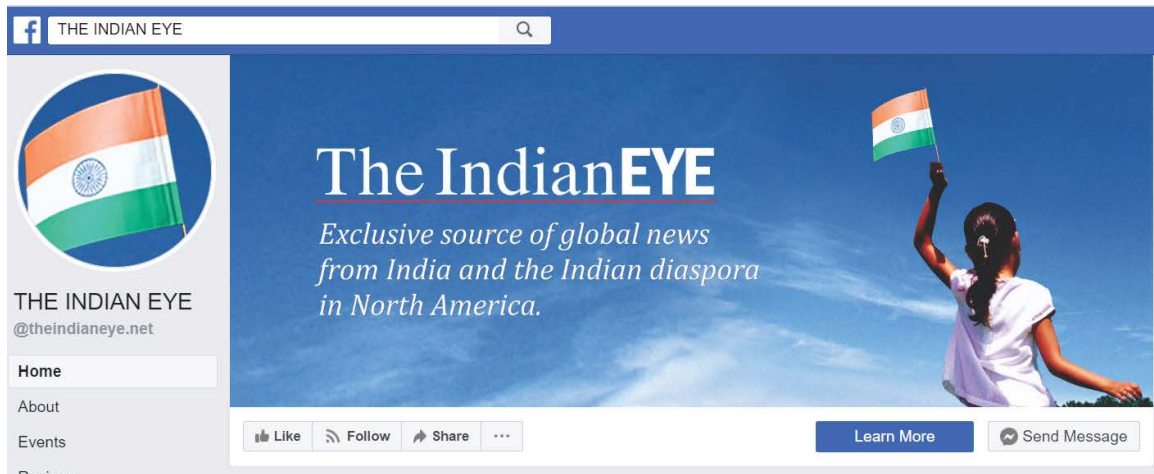 THE INDIAN EYE
The IndianEYE
Exclusive source of global news
from India and the Indian diaspora
in North America.
THE INDIAN EYE
@theindianeye.net
Home
About
Events
Like Follow Share ...
Learn More Send Message